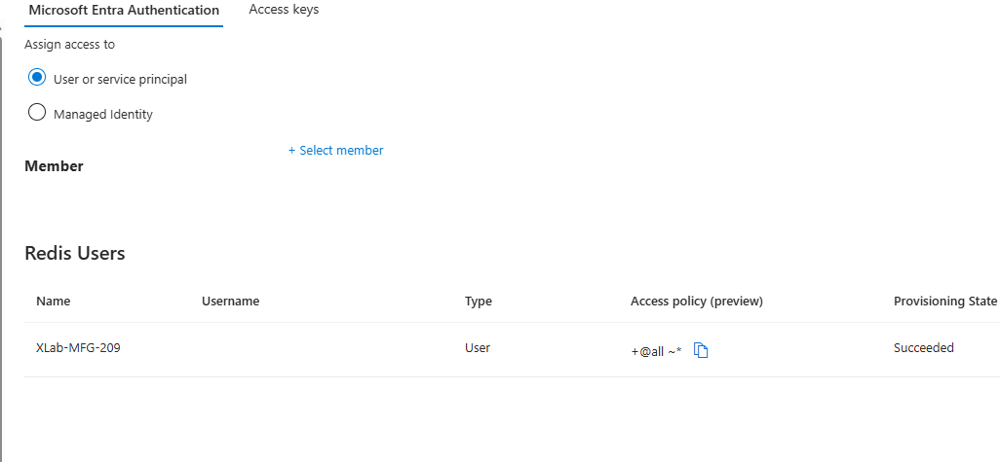 Microsoft Entra Authentication Access keys
Assign access to
User or service principal
Managed Identity
+ Select member
Member
Redis Users
Name Username Type Access policy (preview) Provisioning State
XLab-MFG-209 User +@all ~* Succeeded